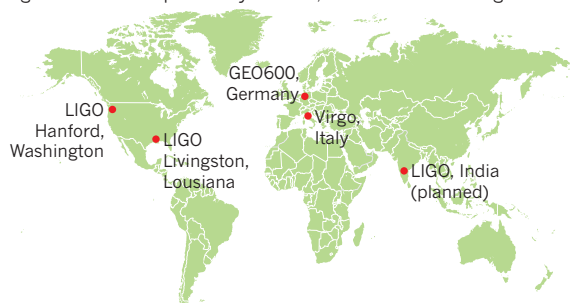 GEO600,
Germany
LIGO
Hanford,
Washington
LIGO
Livingston,
Lousiana
Virgo,
Italy
LIGO, India
(planned)